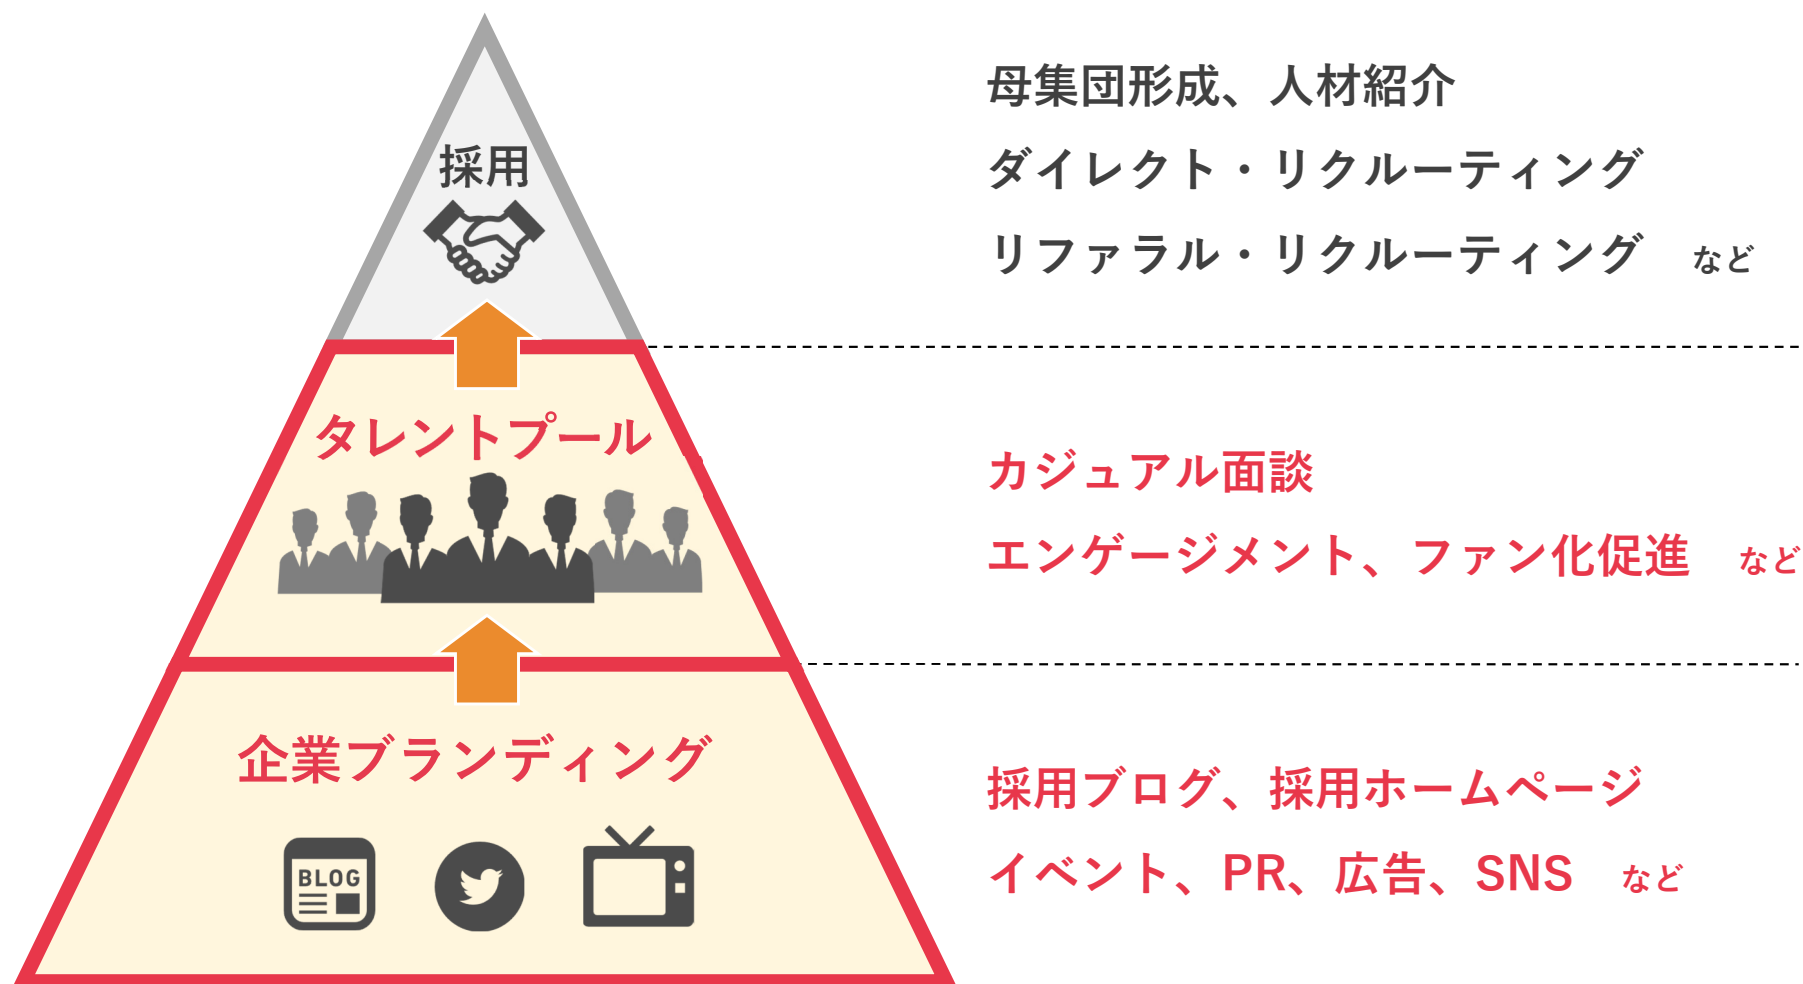 採用
母集団形成、人材紹介
ダイレクト・リクルーティング
リファラル・リクルーティング など
タレントプール
カジュアル面談
エンゲージメント、ファン化促進 など
企業ブランディング
BLOG
採用ブログ、採用ホームページ
イベント、PR、広告、SNS など